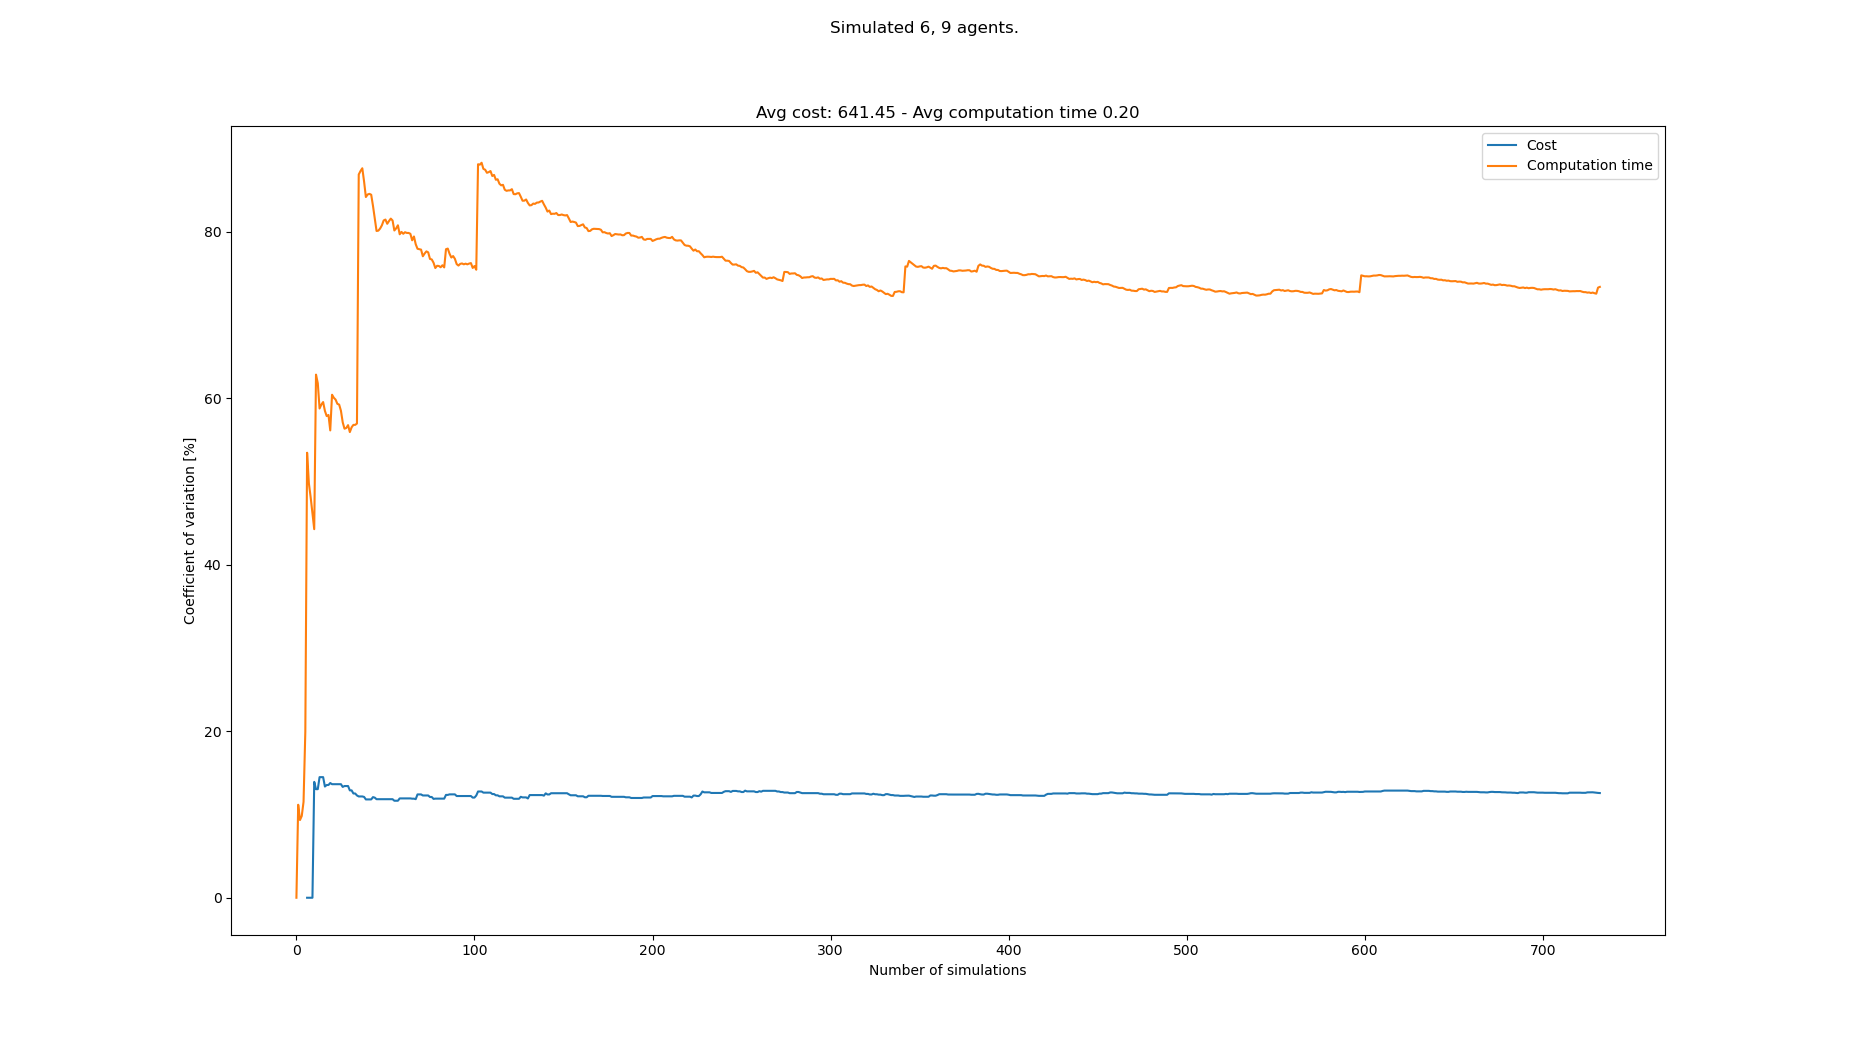 Simulated 6, 9 agents.
Avg cost: 641.45 - Avg computation time 0.20
Cost
Computation time
80
60
40
20
0
Coefficient of variation [%]
0 100 200 300 400 500 600 700
Number of simulations